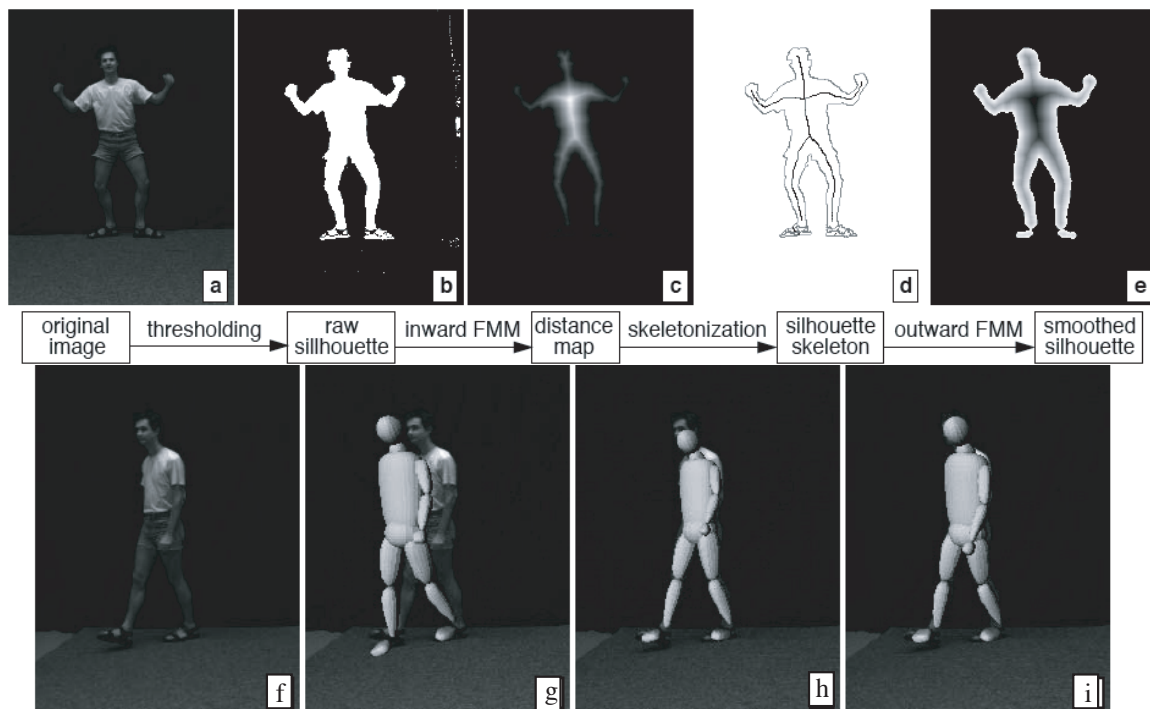 a
b
c
d
e
original
image
thresholding
raw
sillhouette
inward FMM
distance
map
skeletonization
silhouette
skeleton
outward FMM
smoothed
silhouette
f
g
h
i